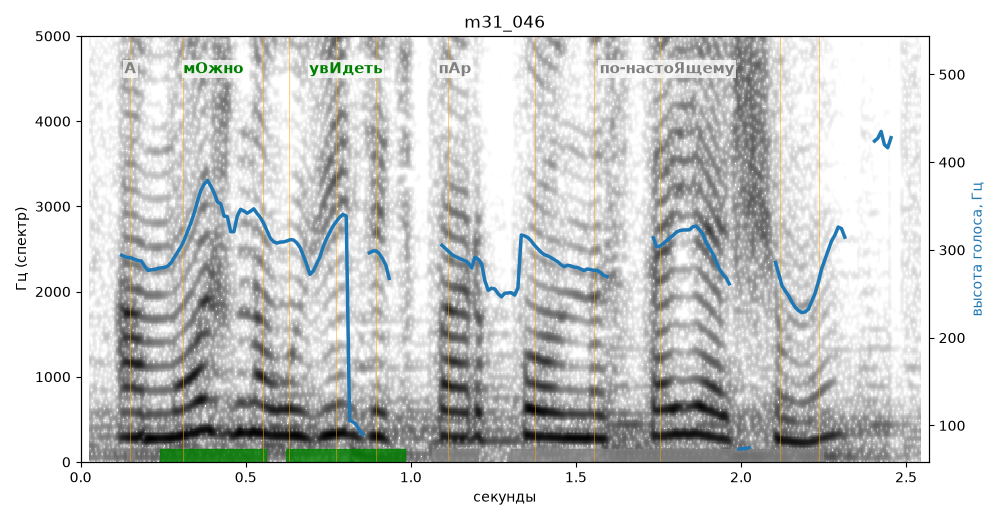 m31_046
А мОжно увИдеть пАр по-настоЯщему
Гц (спектр)
5000
4000
3000
2000
1000
0
высота голоса, Гц
500
400
300
200
100
0.0 0.5 1.0 1.5 2.0 2.5
секунды